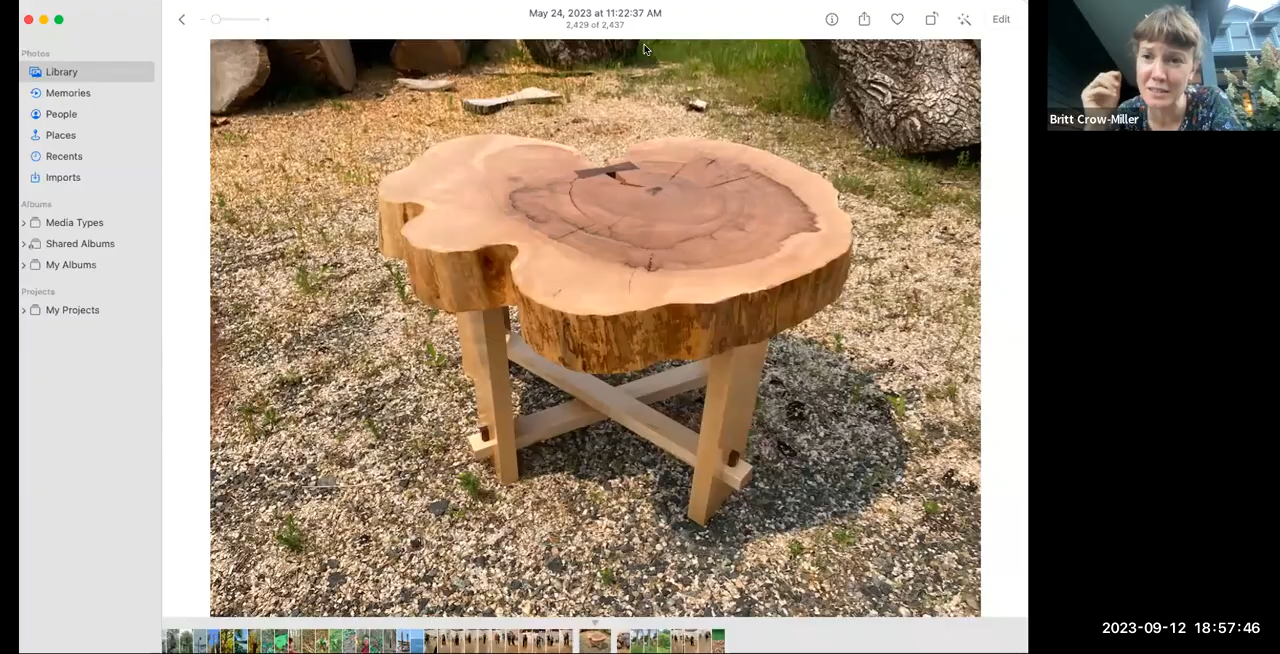 May 24, 2023 at 11:22:37 AM
2,429 of 2,437
Edit
Photos
Library
Memories
People
Places
Recents
Imports
Albums
Media Types
Shared Albums
My Albums
Projects
My Projects
Britt Crow-Miller
2023-09-12 18:57:46